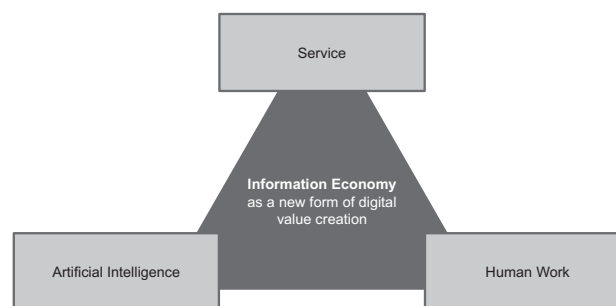 Service
Information Economy
as a new form of digital
value creation
Artificial Intelligence
Human Work